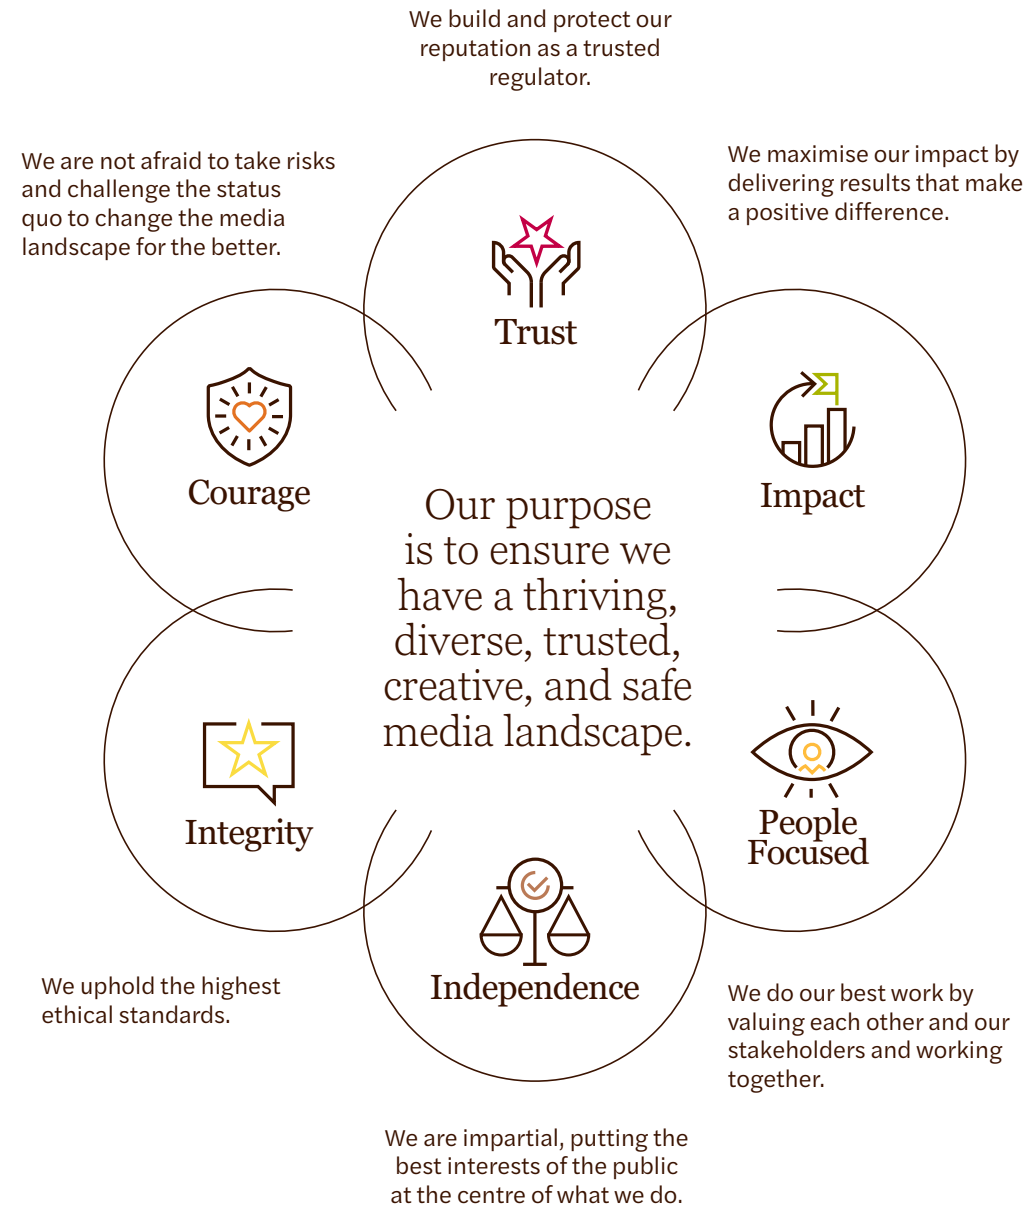 We build and protect our
reputation as a trusted
regulator.
We are not afraid to take risks
and challenge the status
quo to change the media
landscape for the better.
We maximise our impact by
delivering results that make
a positive difference.
Trust
Courage
Impact
Our purpose
is to ensure we
have a thriving,
diverse, trusted,
creative, and safe
media landscape.
Integrity
People
Focused
Independence
We uphold the highest
ethical standards.
We do our best work by
valuing each other and our
stakeholders and working
together.
We are impartial, putting the
best interests of the public
at the centre of what we do.